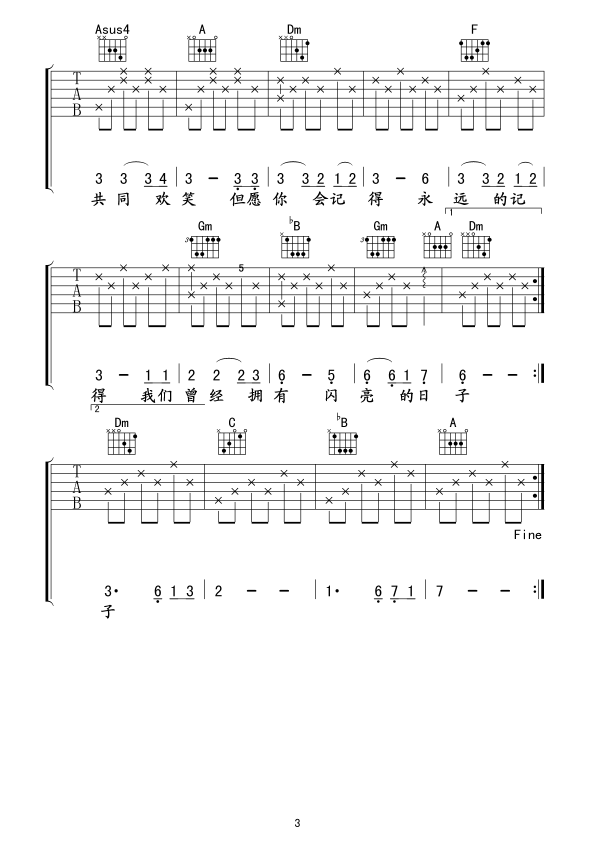 Asus4 A Dm F
T
A
B
3 3 3 4 3 － 3 3 3 3 2 1 2 3 － 6 3 3 2 1 2
共同欢笑 但愿你 会记得 永远的记
1
Gm ♭B Gm A Dm
3 3
5
T
A
B
3 － 1 1 2 2 2 3 6 － 5 6 6 1 7 6 － :
得 我们曾经拥有 闪亮的日子
2
Dm C ♭B A
T
A
B
Fine
3· 6 1 3 2 － － 1· 6 7 1 7 － － :
子
3